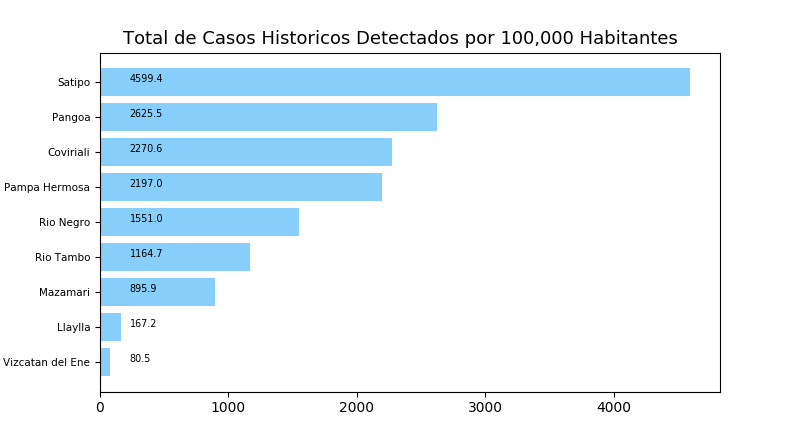 Total de Casos Historicos Detectados por 100,000 Habitantes
Satipo 4599.4
Pangoa 2625.5
Coviriali 2270.6
Pampa Hermosa 2197.0
Rio Negro 1551.0
Rio Tambo 1164.7
Mazamari 895.9
Llaylla 167.2
Vizcatan del Ene 80.5
0 1000 2000 3000 4000